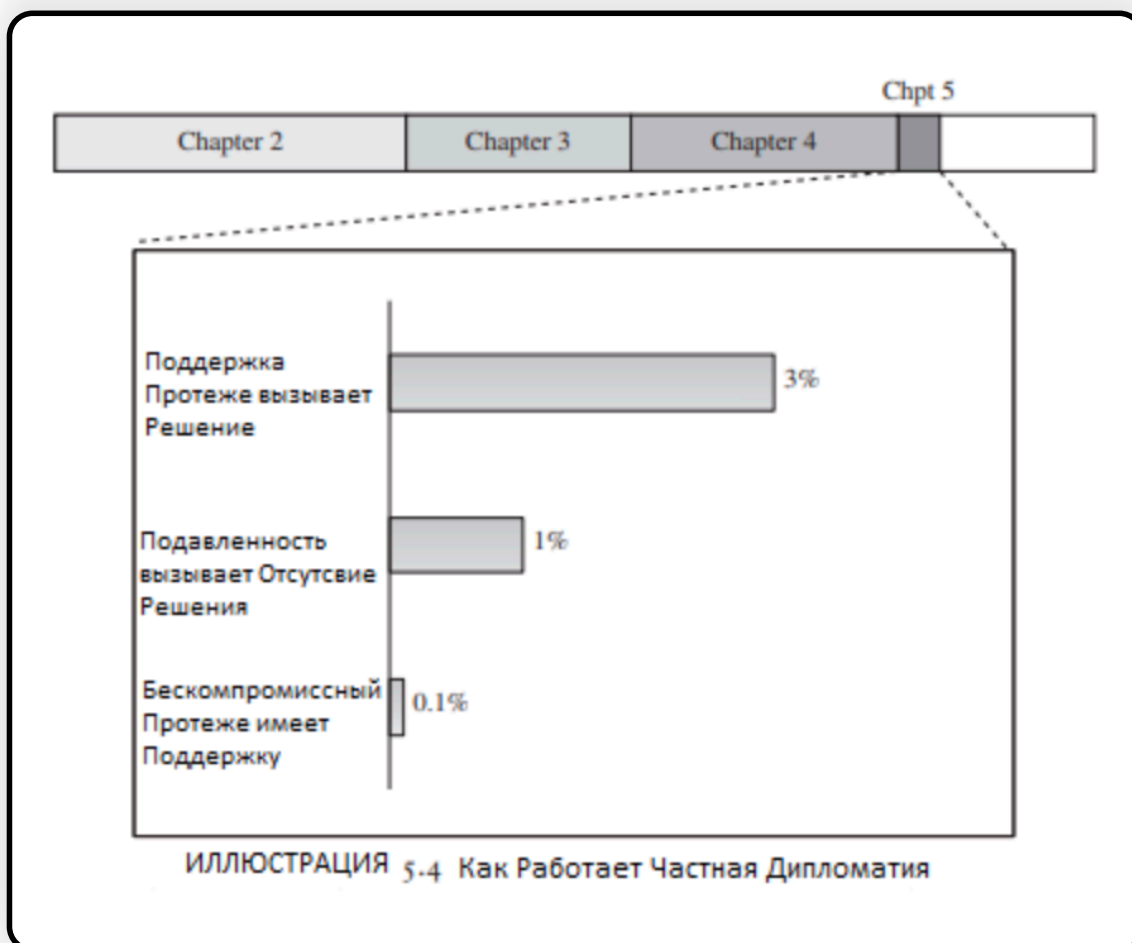 Chpt 5
Chapter 2 Chapter 3 Chapter 4
Поддержка
Протеже вызывает
Решение
3%
Подавленность
вызывает Отсутсвие
Решения
1%
Бескомпромиссный
Протеже имеет
Поддержку
0.1%
ИЛЛЮСТРАЦИЯ 5.4 Как Работает Частная Дипломатия